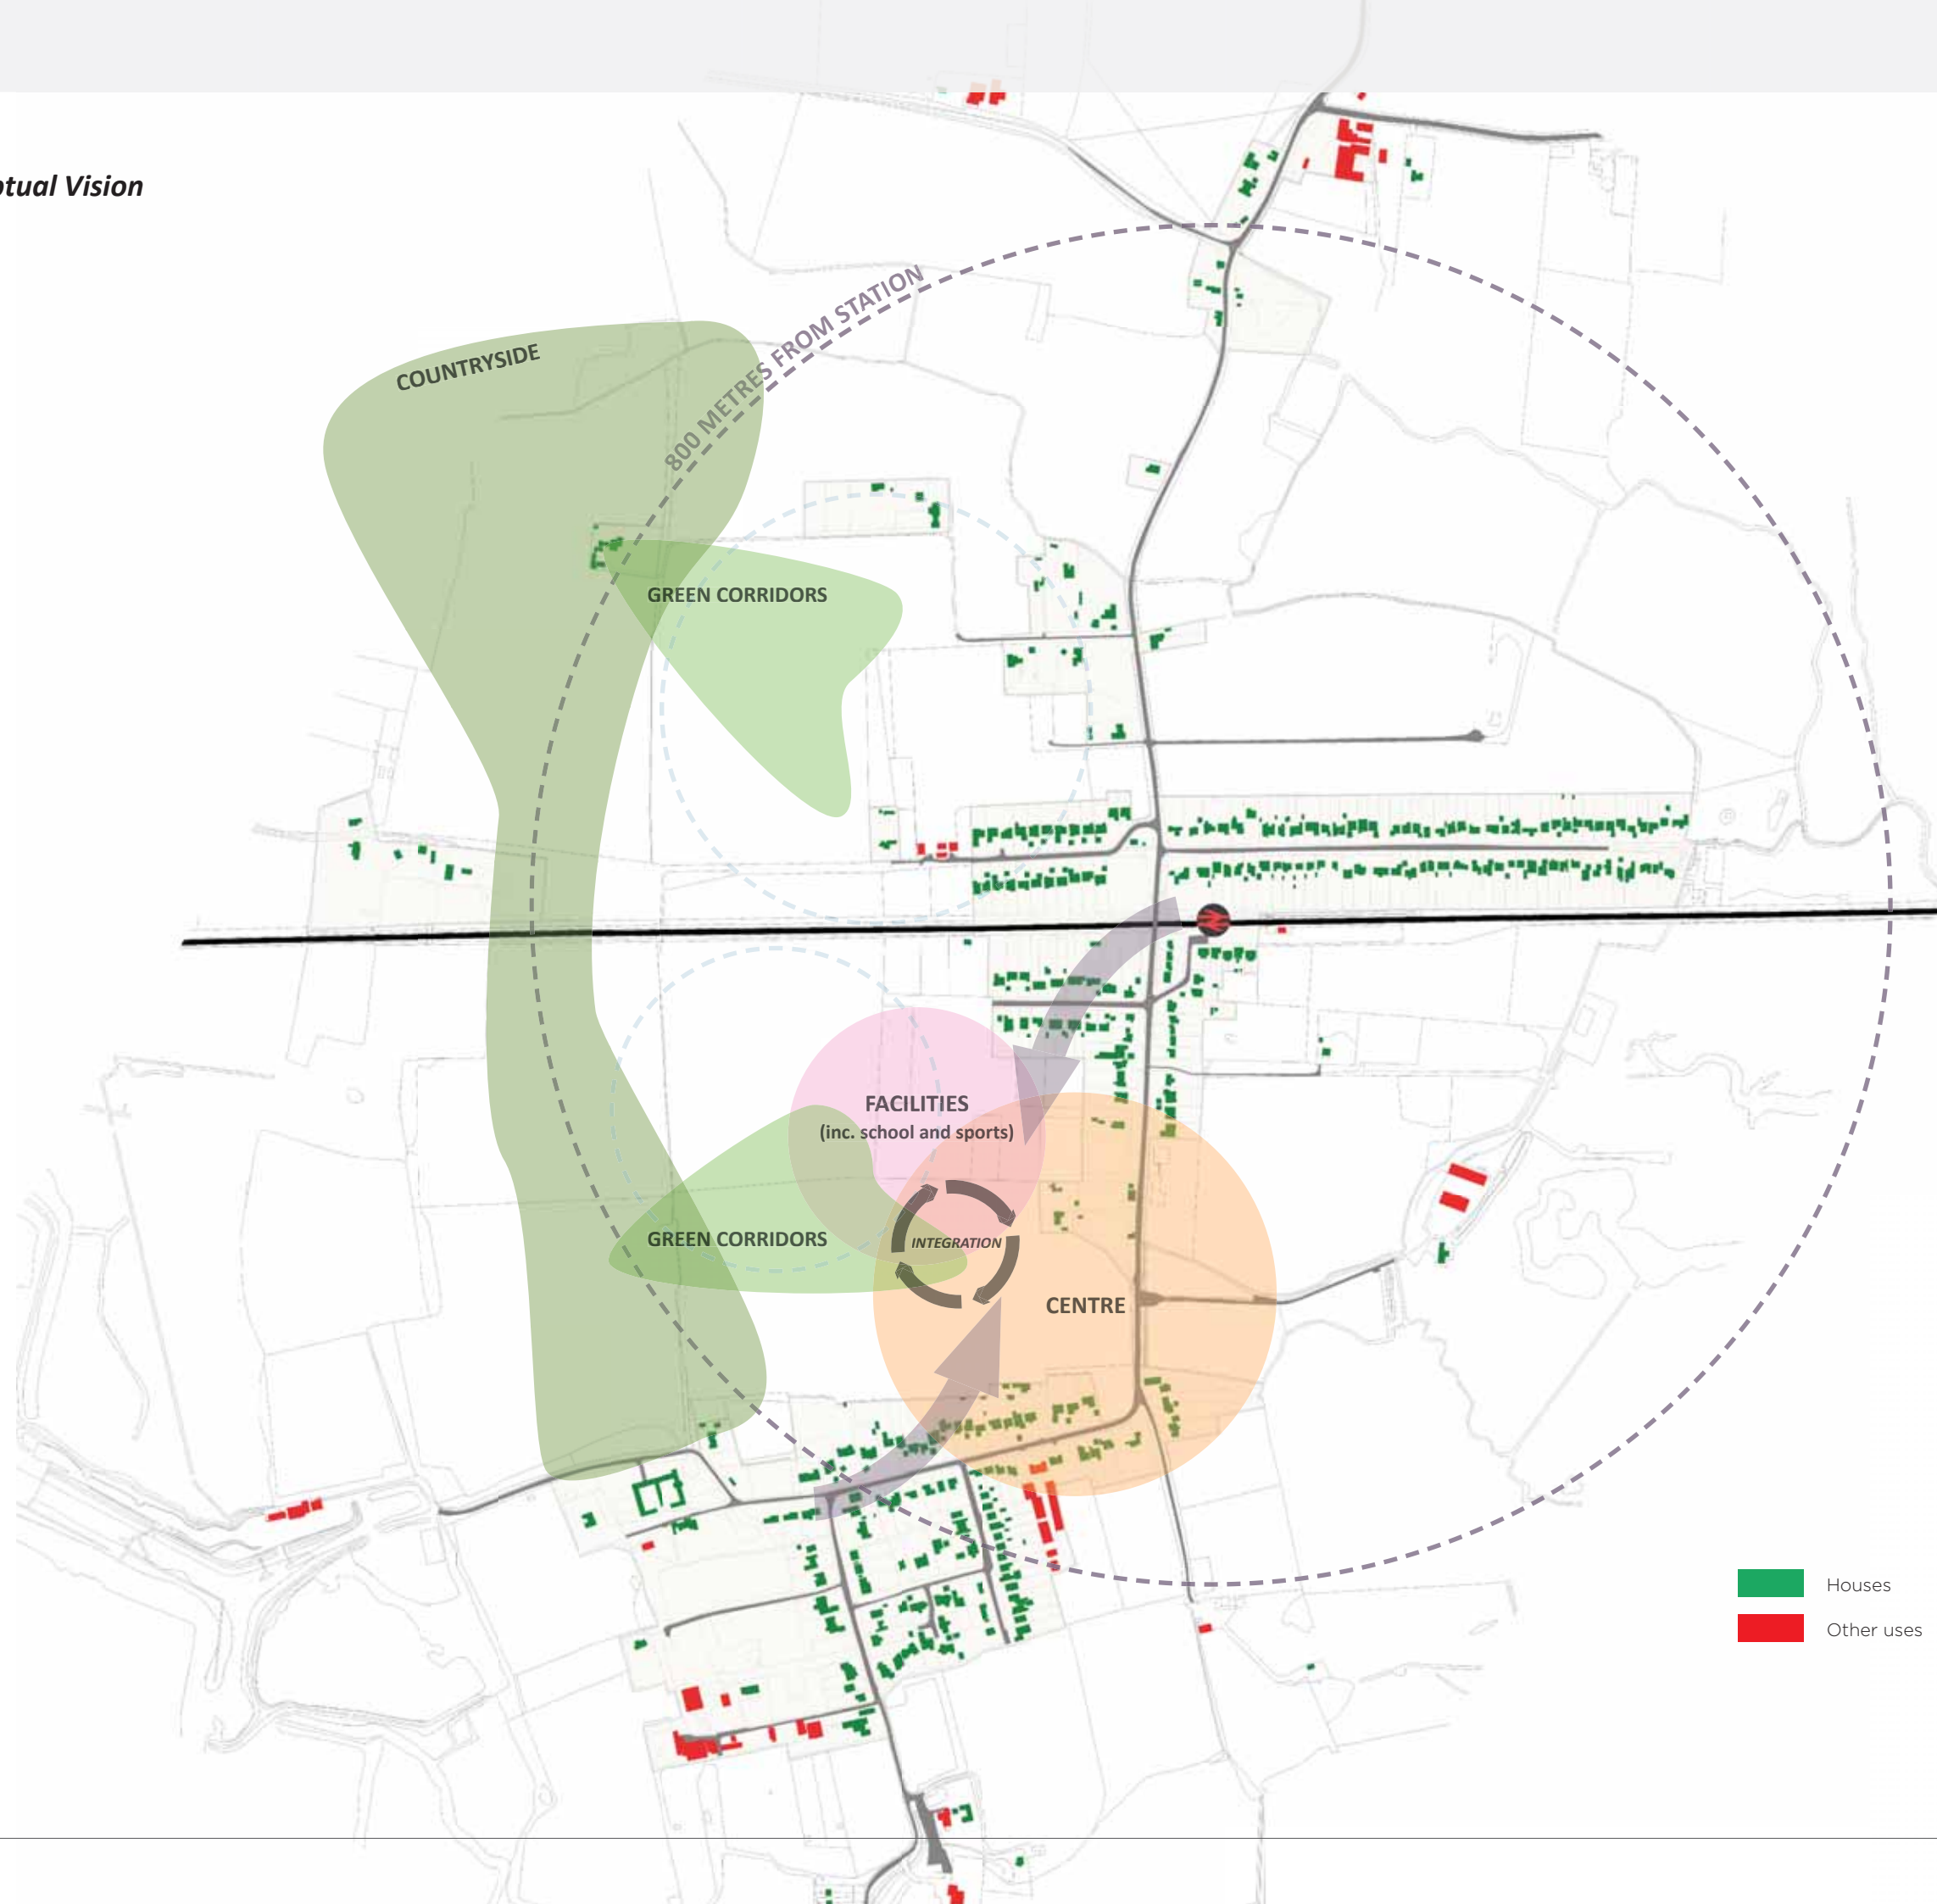 tual Vision
800 METRES FROM STATION
COUNTRYSIDE
GREEN CORRIDORS
FACILITIES
(inc. school and sports)
GREEN CORRIDORS
INTEGRATION
CENTRE
Houses
Other uses